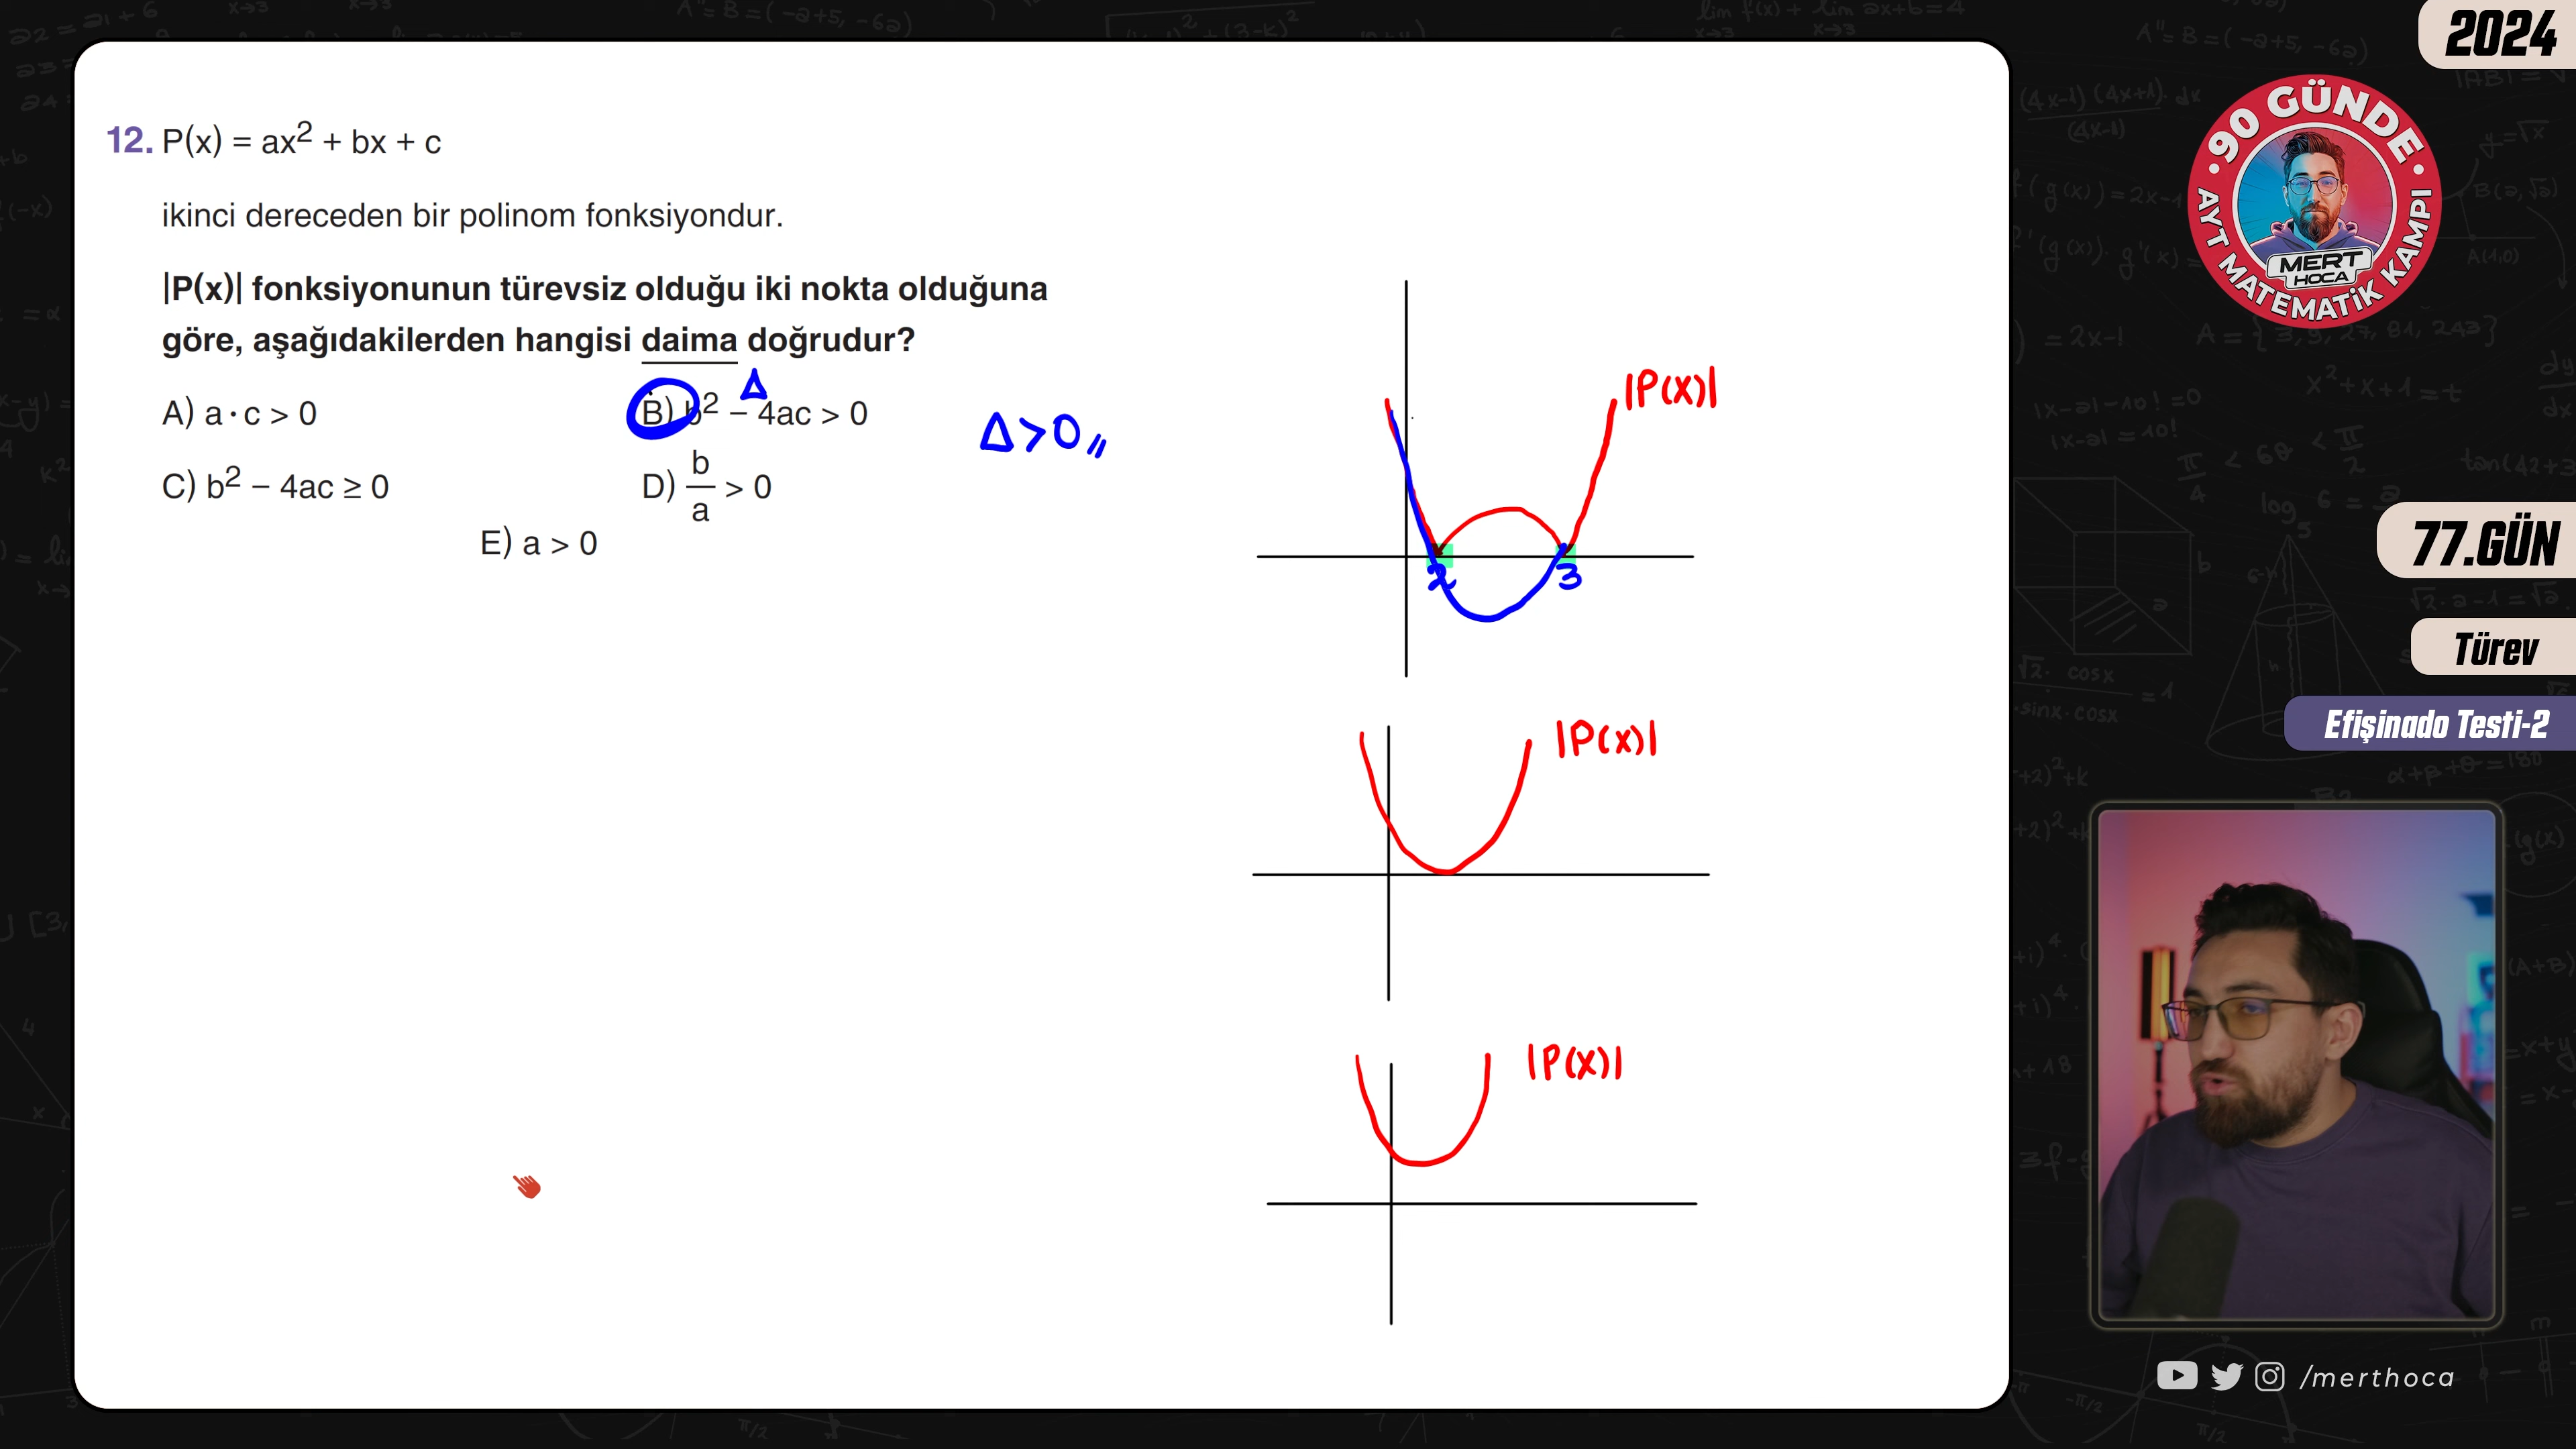 2024
90 GÜNDE
AYT MATEMATİK KAMPI
MERT
HOCA
12. P(x) = ax² + bx + c
ikinci dereceden bir polinom fonksiyondur.
|P(x)| fonksiyonunun türevsiz olduğu iki nokta olduğuna
göre, aşağıdakilerden hangisi daima doğrudur?
Δ
A) a · c > 0
B) b² – 4ac > 0
Δ>0
C) b² – 4ac ≥ 0
D) b/a > 0
E) a > 0
|P(x)|
2 3
|P(x)|
|P(x)|
77.GÜN
Türev
Efişinado Testi-2
/merthoca